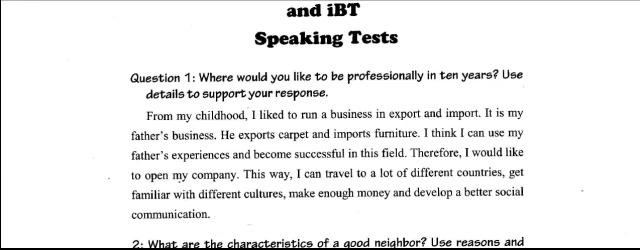 and iBT
Speaking Tests
Question 1: Where would you like to be professionally in ten years? Use
details to support your response.
From my childhood, I liked to run a business in export and import. It is my
father's business. He exports carpet and imports furniture. I think I can use my
father's experiences and become successful in this field. Therefore, I would like
to open my company. This way, I can travel to a lot of different countries, get
familiar with different cultures, make enough money and develop a better social
communication.
2: What are the characteristics of a good neighbor? Use reasons and